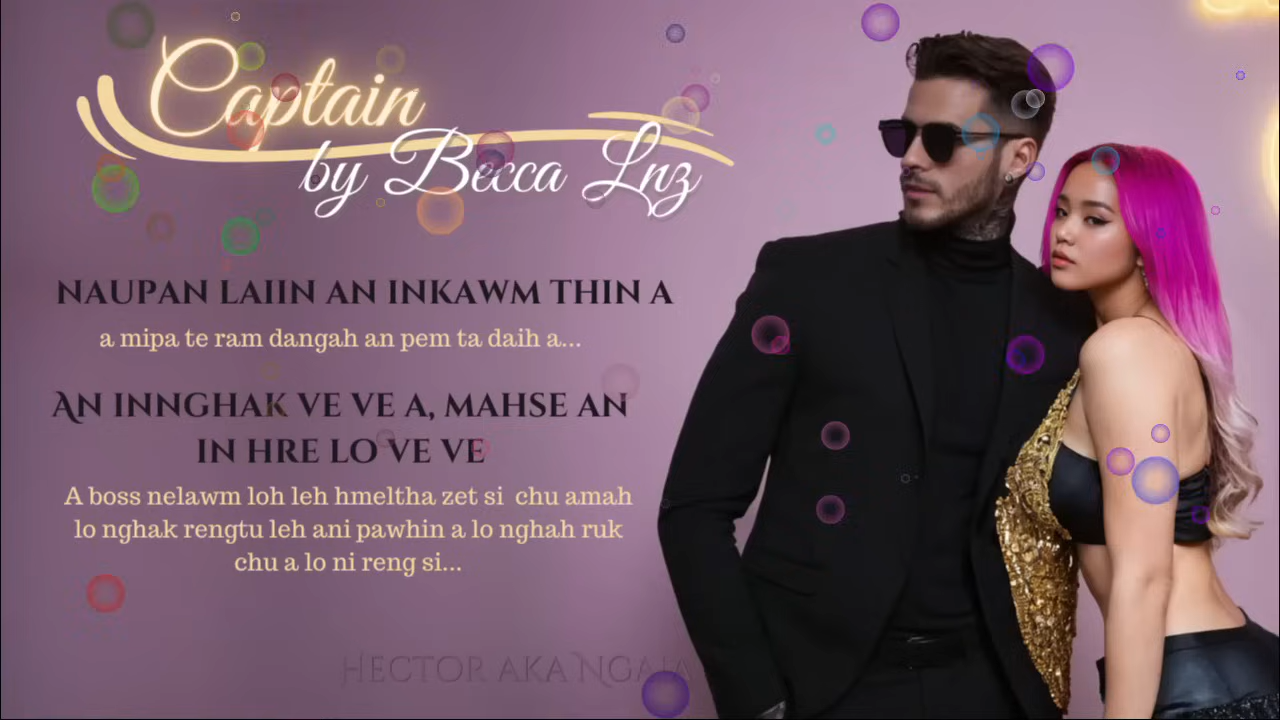 Captain
by Becca Lnz
NAUPAN LAIIN AN INKAWM THIN A
a mipa te ram dangah an pem ta daih a...
AN INNGHAK VE VE A, MAHSE AN
IN HRE LO VE VE
A boss nelawm loh leh hmeltha zet si chu amah
lo nghak rengtu leh ani pawhin a lo nghah ruk
chu a lo ni reng si...
HECTOR AKA NGAIA